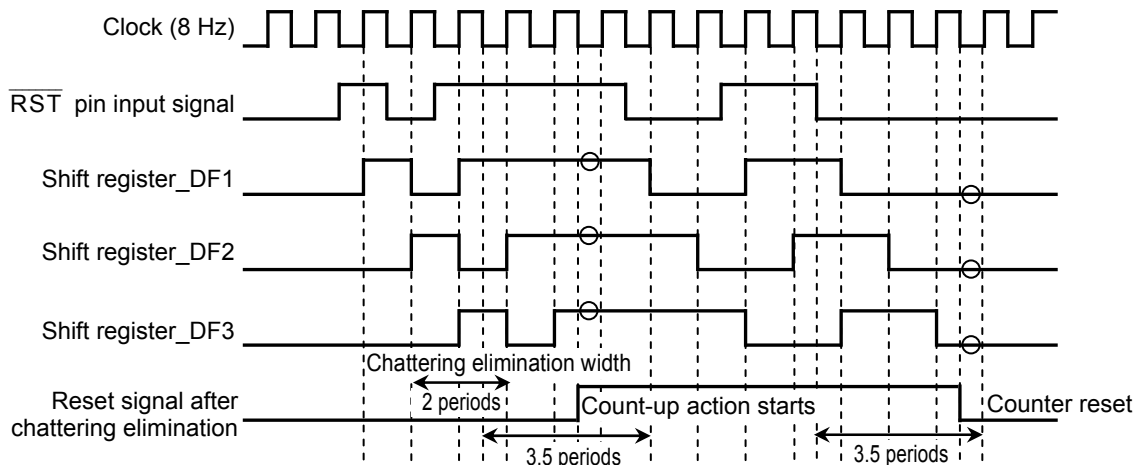 Clock (8 Hz)
RST pin input signal
Shift register_DF1
Shift register_DF2
Shift register_DF3
Chattering elimination width
2 periods
Reset signal after
chattering elimination
Count-up action starts
Counter reset
3.5 periods
3.5 periods